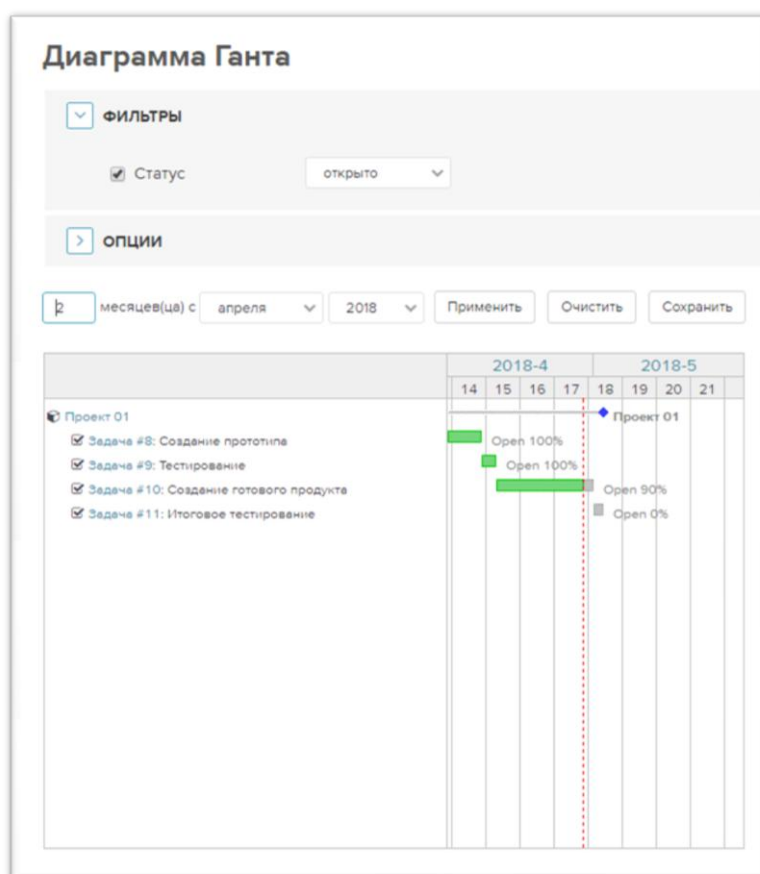 Диаграмма Ганта
ФИЛЬТРЫ
Статус открыто
ОПЦИИ
2 месяцев(ца) с апреля 2018 Применить Очистить Сохранить
2018-4 2018-5
14 15 16 17 18 19 20 21
Проект 01 Проект 01
Задача #8: Создание прототипа Open 100%
Задача #9: Тестирование Open 100%
Задача #10: Создание готового продукта Open 90%
Задача #11: Итоговое тестирование Open 0%